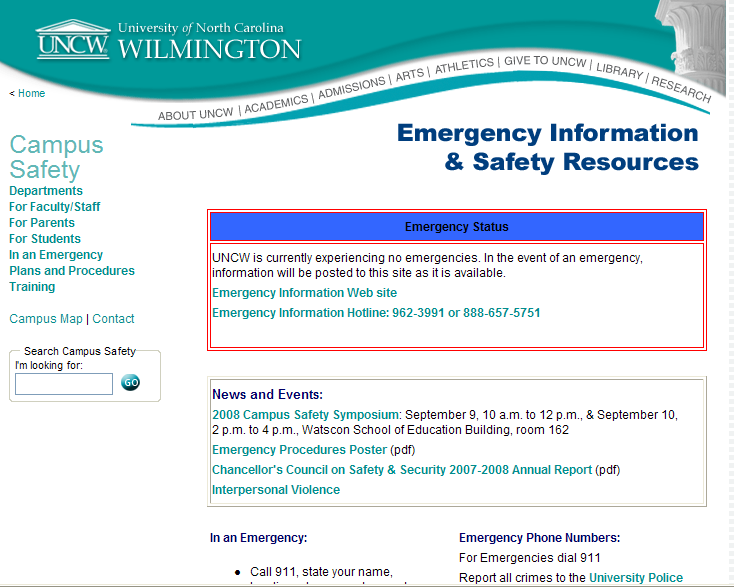 University of North Carolina
UNCW WILMINGTON
ABOUT UNCW | ACADEMICS | ADMISSIONS | ARTS | ATHLETICS | GIVE TO UNCW | LIBRARY | RESEARCH
< Home
Emergency Information
& Safety Resources
Campus
Safety
Departments
For Faculty/Staff
For Parents
For Students
In an Emergency
Plans and Procedures
Training
Campus Map | Contact
Search Campus Safety
I'm looking for:
GO
Emergency Status
UNCW is currently experiencing no emergencies. In the event of an emergency,
information will be posted to this site as it is available.
Emergency Information Web site
Emergency Information Hotline: 962-3991 or 888-657-5751
News and Events:
2008 Campus Safety Symposium: September 9, 10 a.m. to 12 p.m., & September 10,
2 p.m. to 4 p.m., Watscon School of Education Building, room 162
Emergency Procedures Poster (pdf)
Chancellor's Council on Safety & Security 2007-2008 Annual Report (pdf)
Interpersonal Violence
In an Emergency:
• Call 911, state your name,
Emergency Phone Numbers:
For Emergencies dial 911
Report all crimes to the University Police